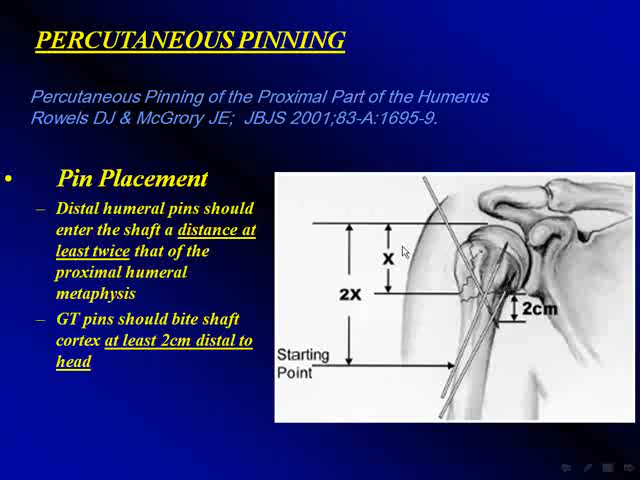 PERCUTANEOUS PINNING
Percutaneous Pinning of the Proximal Part of the Humerus
Rowels DJ & McGrory JE; JBJS 2001;83-A:1695-9.
• Pin Placement
– Distal humeral pins should
enter the shaft a distance at
least twice that of the
proximal humeral
metaphysis
– GT pins should bite shaft
cortex at least 2cm distal to
head
X
2X
2cm
Starting
Point